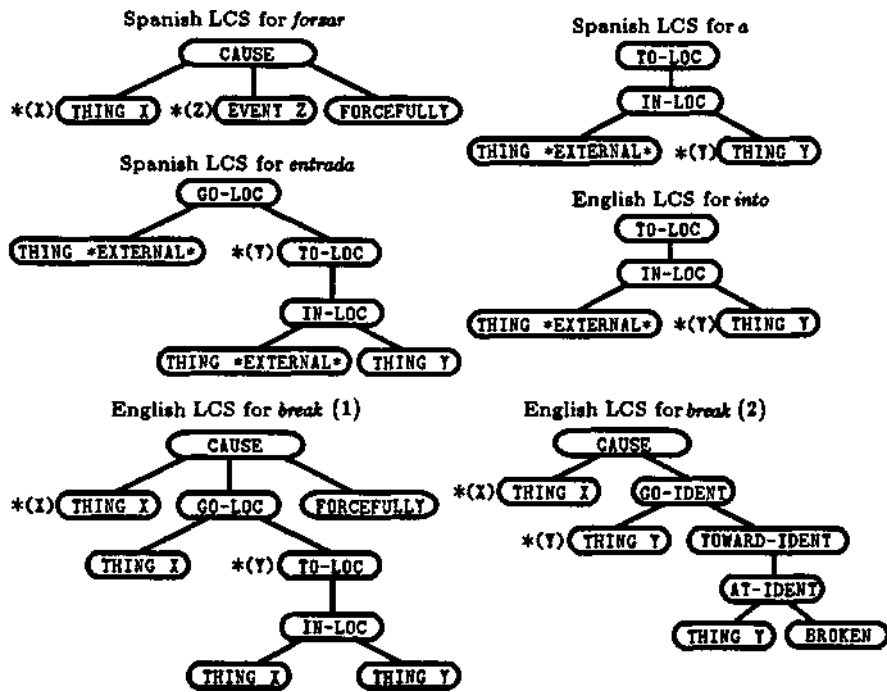 Spanish LCS for forzar
CAUSE
*(X) THING X *(Z) EVENT Z FORCEFULLY
Spanish LCS for a
TO-LOC
IN-LOC
THING *EXTERNAL* *(Y) THING Y
Spanish LCS for entrada
GO-LOC
THING *EXTERNAL* *(Y) TO-LOC
IN-LOC
THING *EXTERNAL* THING Y
English LCS for into
TO-LOC
IN-LOC
THING *EXTERNAL* *(Y) THING Y
English LCS for break (1)
CAUSE
*(X) THING X GO-LOC FORCEFULLY
THING X *(Y) TO-LOC
IN-LOC
THING X THING Y
English LCS for break (2)
CAUSE
*(X) THING X GO-IDENT
*(Y) THING Y TOWARD-IDENT
AT-IDENT
THING Y BROKEN